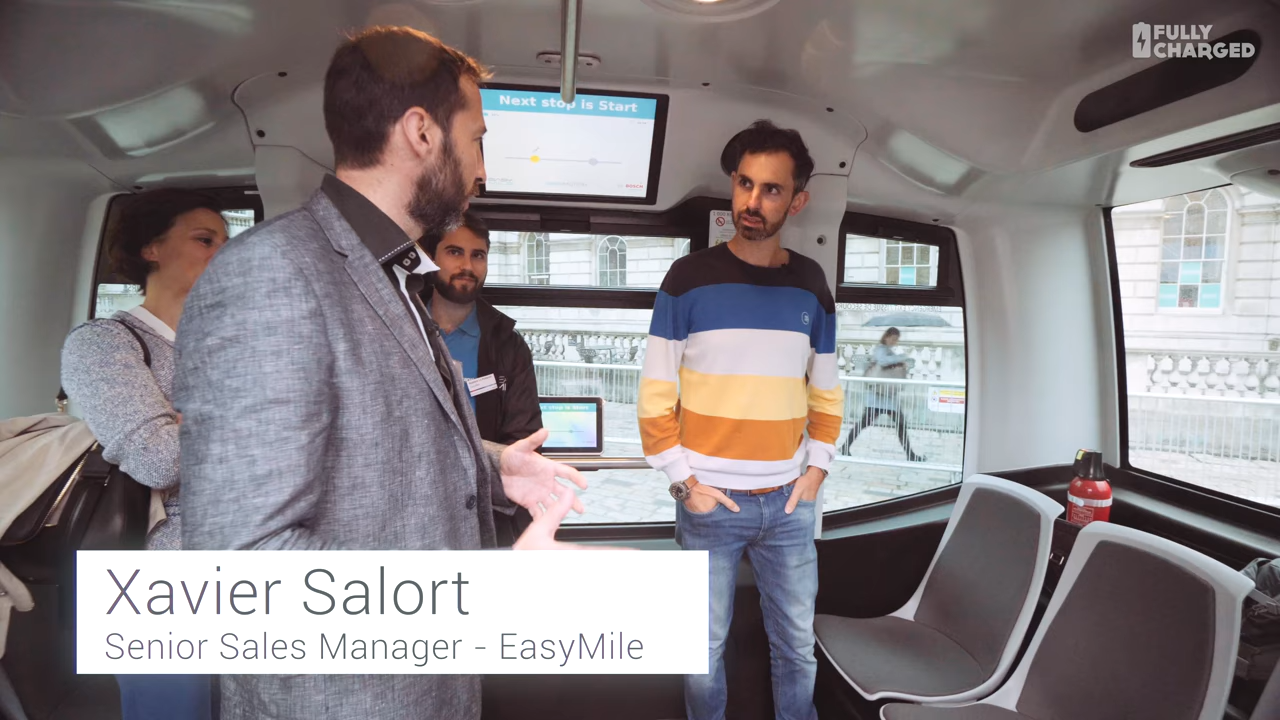 FULLY
CHARGED
Next stop is Start
BOSCH
Xavier Salort
Senior Sales Manager - EasyMile